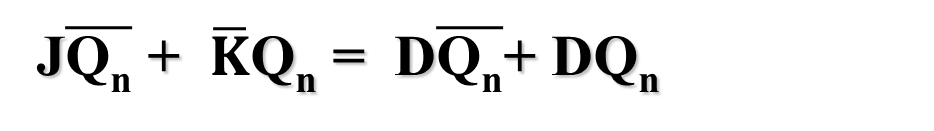 JQ̅ₙ + K̅Qₙ = DQ̅ₙ + DQₙ